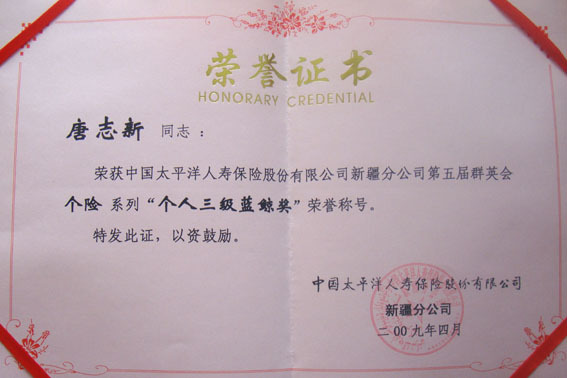 荣誉证书
HONORARY CREDENTIAL
唐志新 同志：
荣获中国太平洋人寿保险股份有限公司新疆分公司第五届群英会
个险 系列“个人三级蓝鲸奖”荣誉称号。
特发此证，以资鼓励。
中国太平洋人寿保险股份有限公司
新疆分公司
二00九年四月